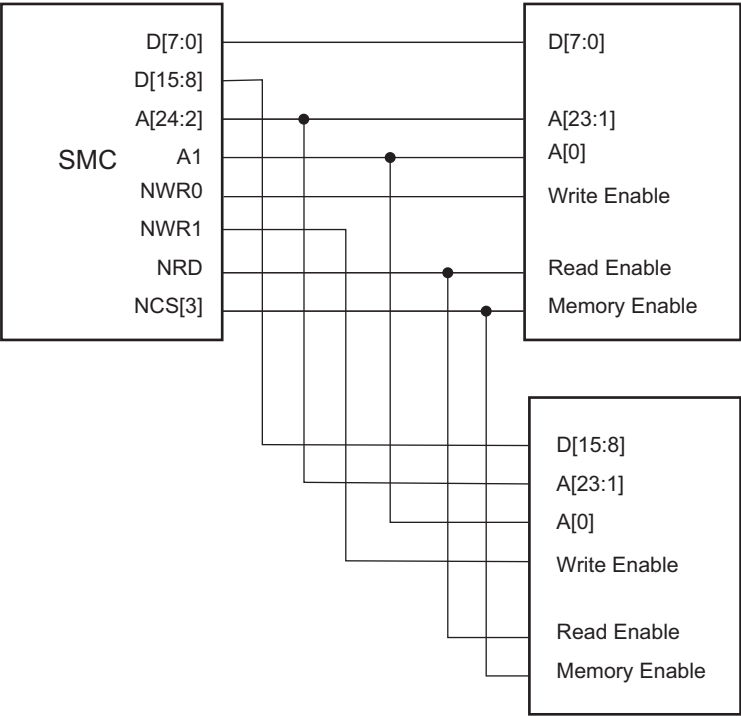 SMC
D[7:0]
D[15:8]
A[24:2]
A1
NWR0
NWR1
NRD
NCS[3]
D[7:0]
A[23:1]
A[0]
Write Enable
Read Enable
Memory Enable
D[15:8]
A[23:1]
A[0]
Write Enable
Read Enable
Memory Enable